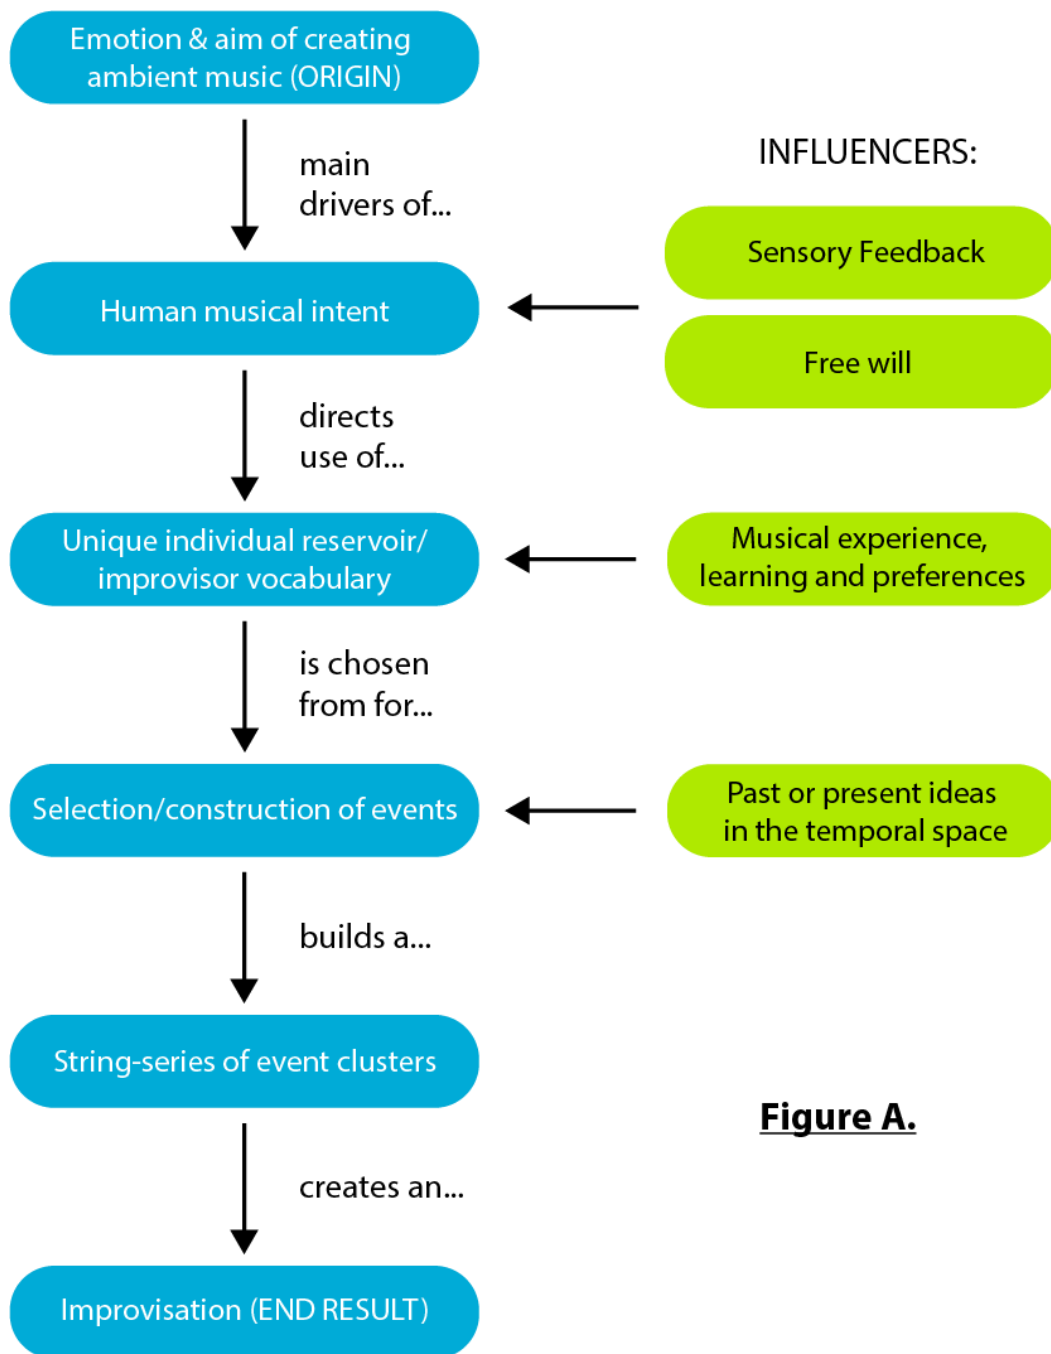 Emotion & aim of creating
ambient music (ORIGIN)
main
drivers of...
INFLUENCERS:
Sensory Feedback
Human musical intent
Free will
directs
use of...
Unique individual reservoir/
improvisor vocabulary
Musical experience,
learning and preferences
is chosen
from for...
Selection/construction of events
Past or present ideas
in the temporal space
builds a...
String-series of event clusters
Figure A.
creates an...
Improvisation (END RESULT)